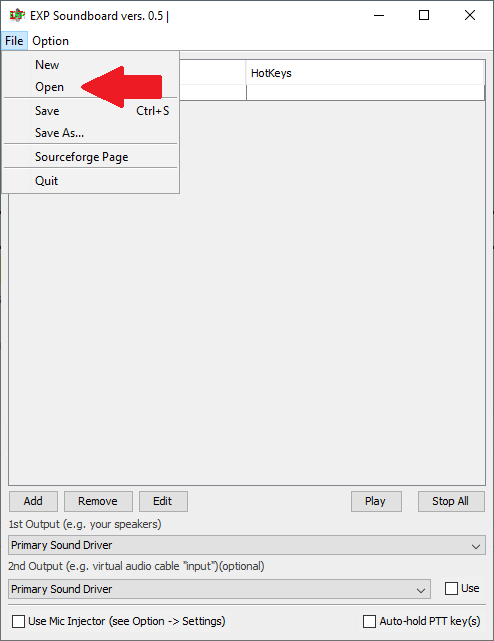 EXP Soundboard vers. 0.5 |
File Option
New
Open
Save Ctrl+S
Save As...
Sourceforge Page
Quit
HotKeys
Add Remove Edit Play Stop All
1st Output (e.g. your speakers)
Primary Sound Driver
2nd Output (e.g. virtual audio cable "input")(optional)
Primary Sound Driver Use
Use Mic Injector (see Option -> Settings) Auto-hold PTT key(s)